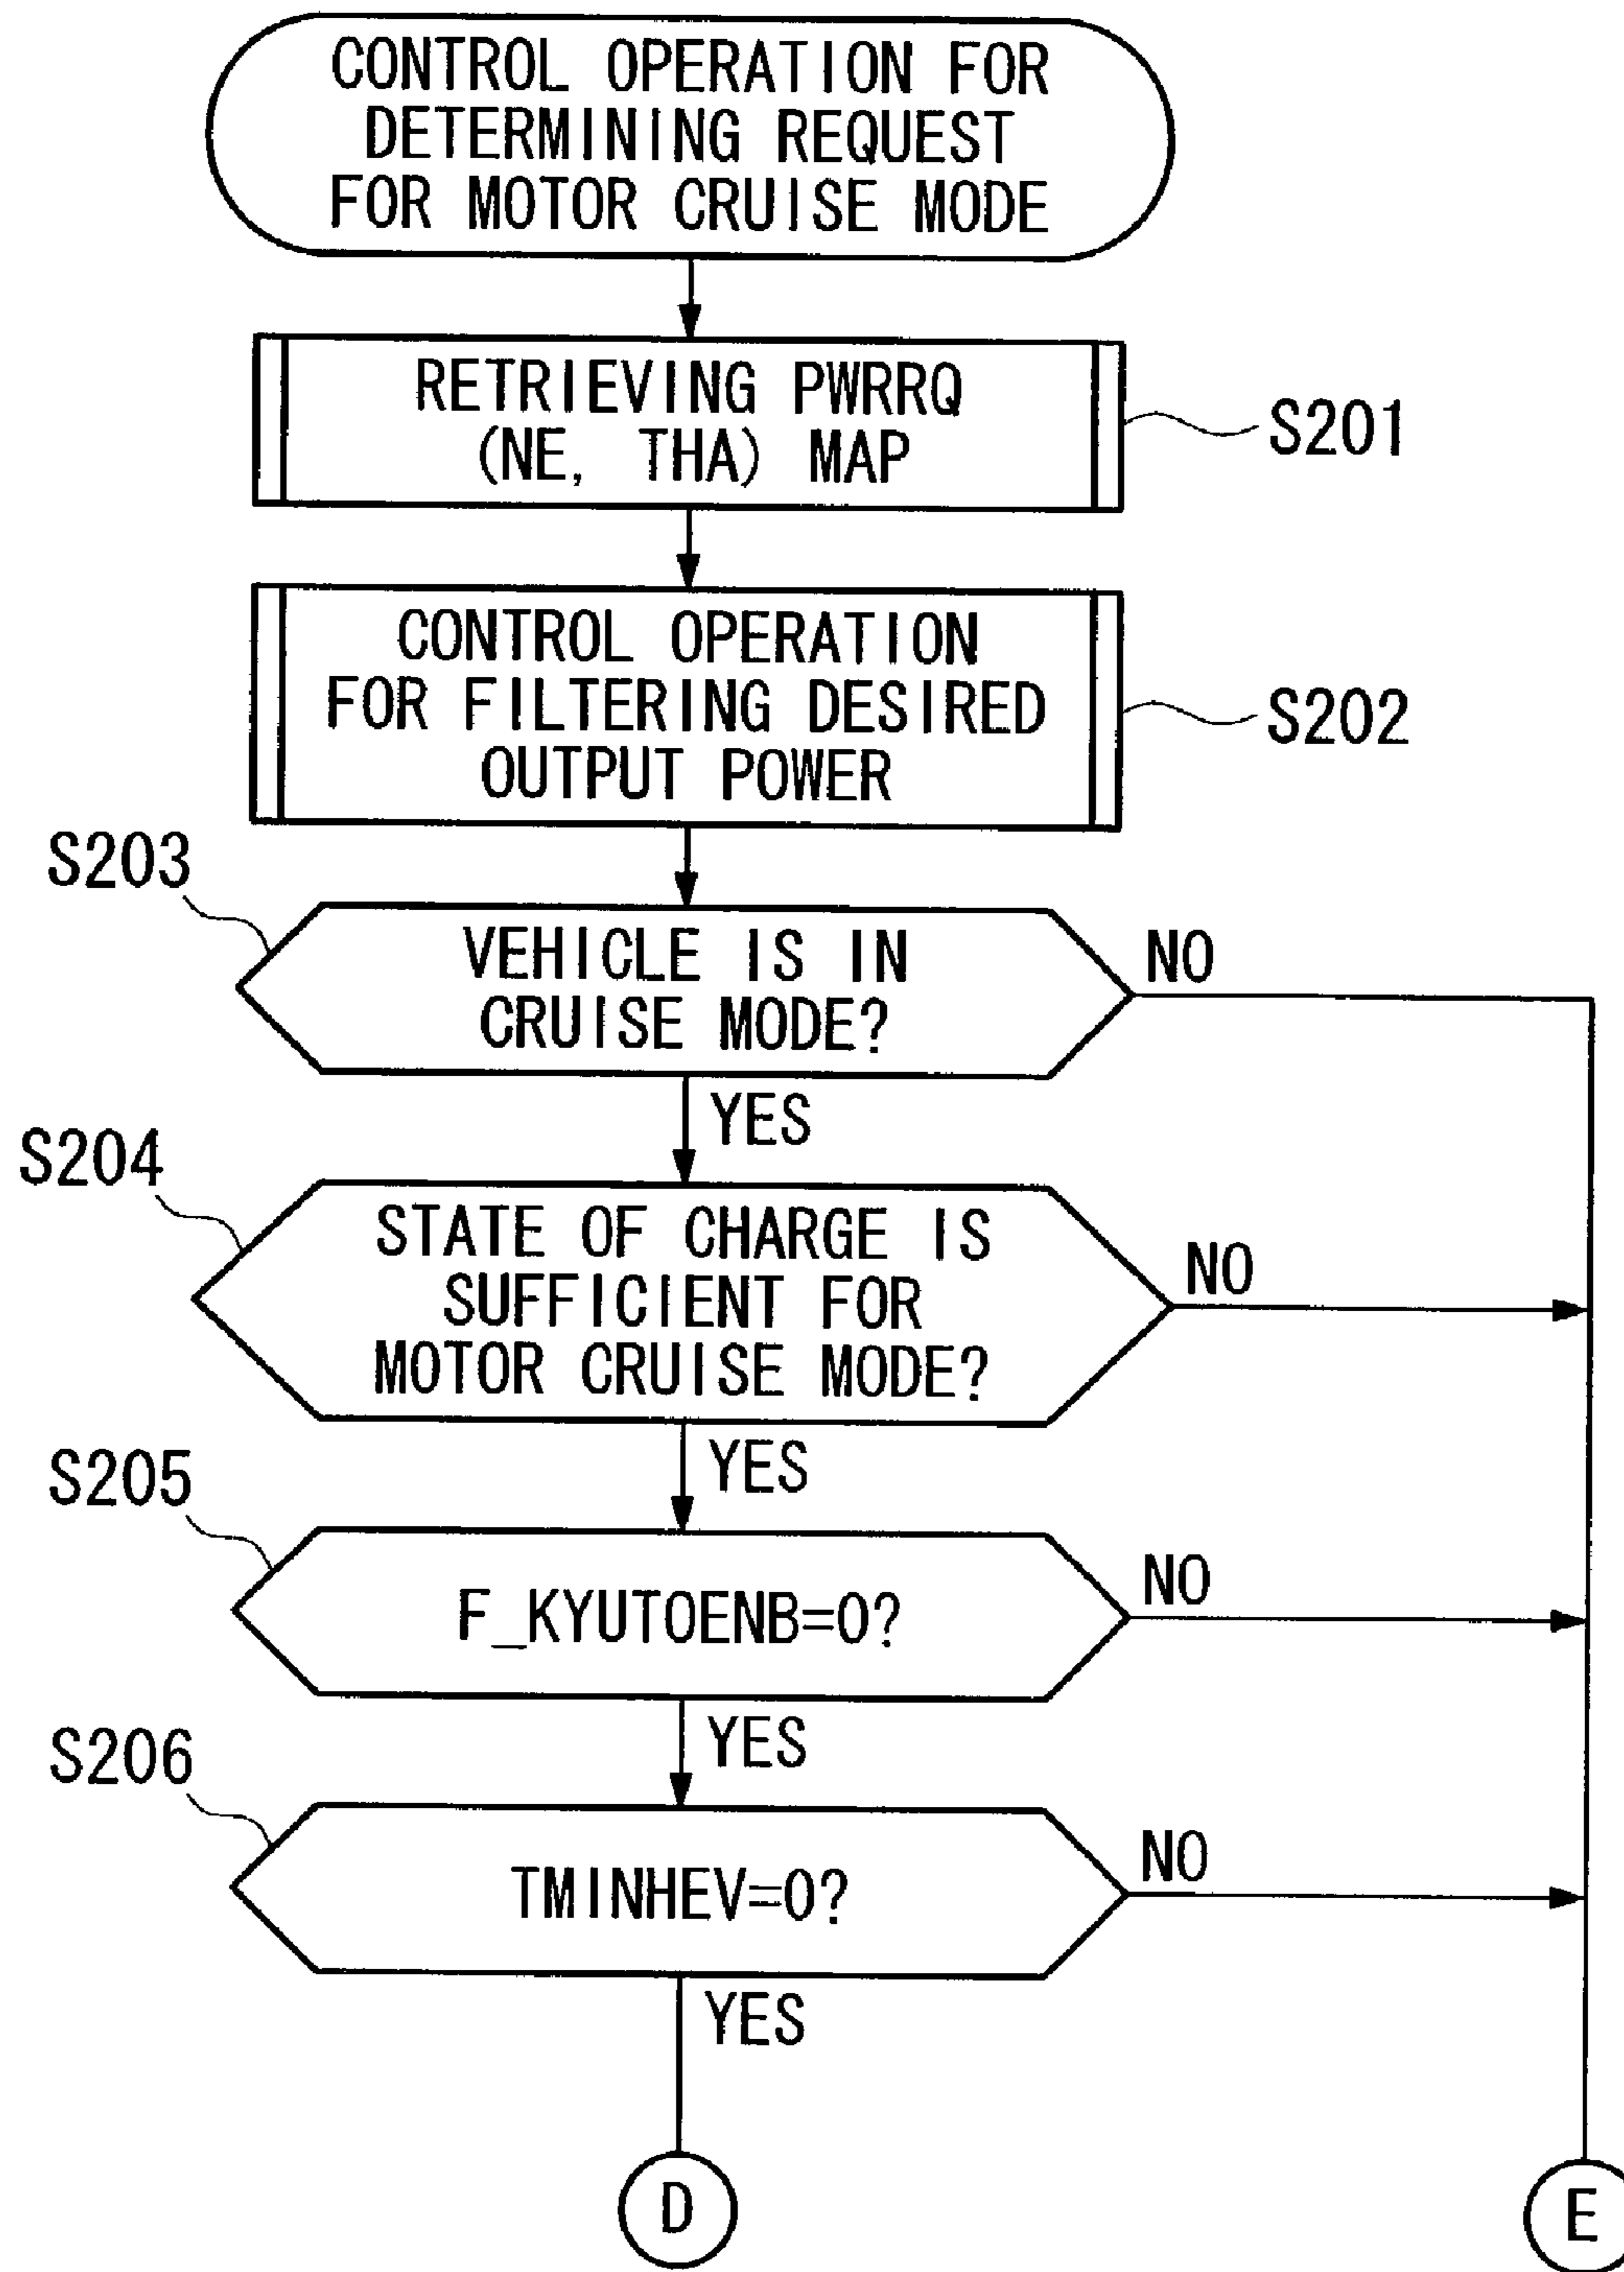 CONTROL OPERATION FOR
DETERMINING REQUEST
FOR MOTOR CRUISE MODE
RETRIEVING PWRRQ
(NE, THA) MAP
S201
CONTROL OPERATION
FOR FILTERING DESIRED
OUTPUT POWER
S202
S203
VEHICLE IS IN
CRUISE MODE?
NO
YES
S204
STATE OF CHARGE IS
SUFFICIENT FOR
MOTOR CRUISE MODE?
NO
YES
S205
F_KYUTOENB=0?
NO
YES
S206
TMINHEV=0?
NO
YES
D
E